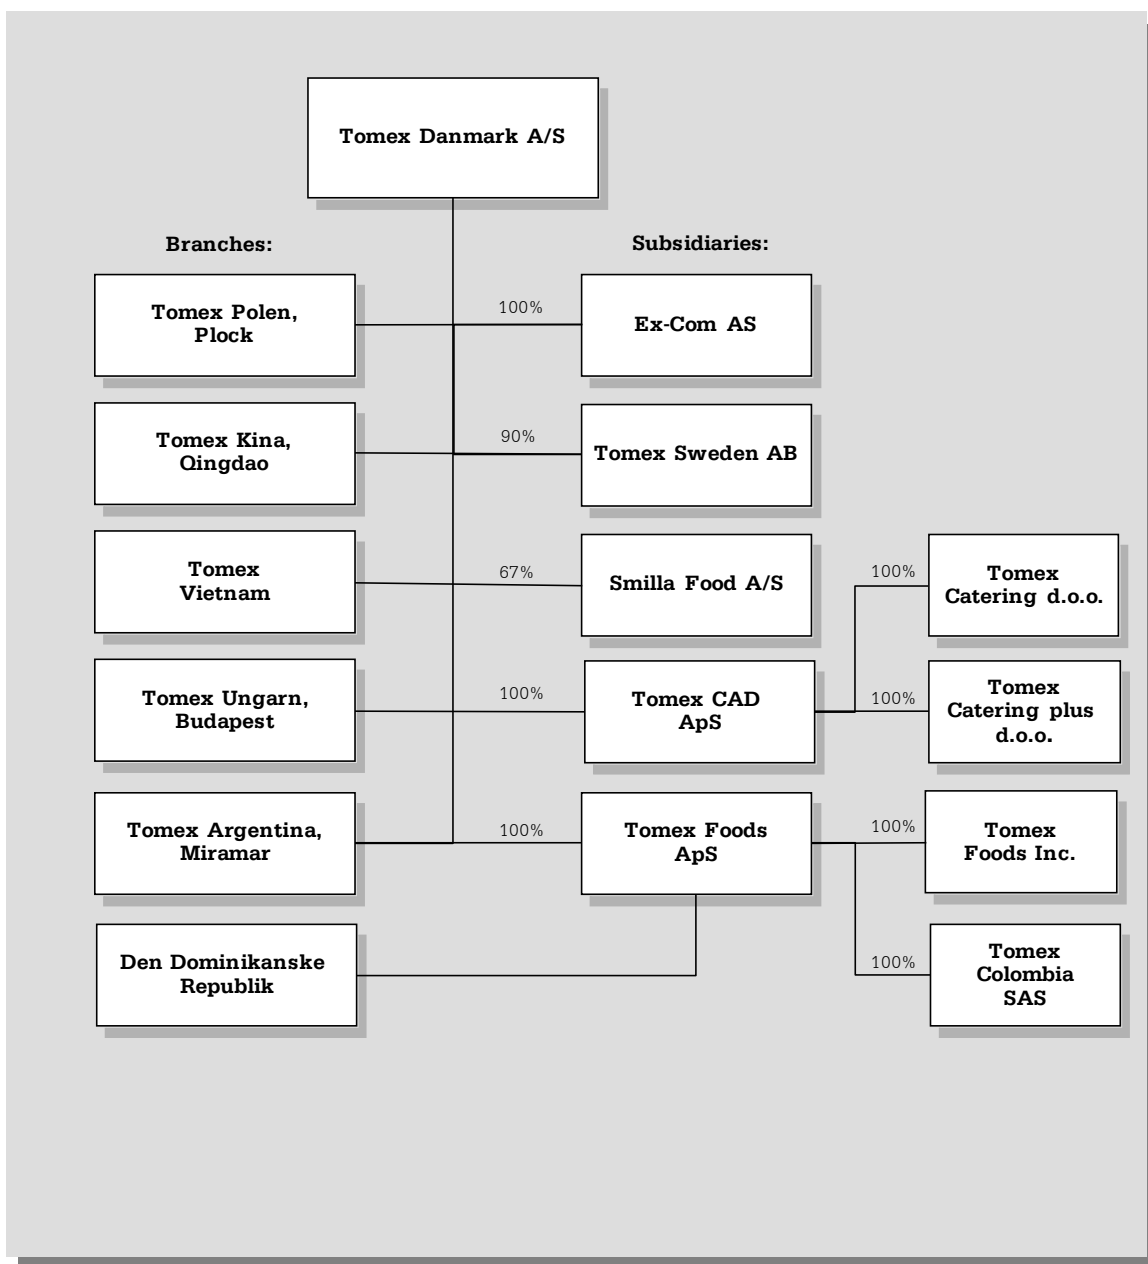 Tomex Danmark A/S
Branches:
Subsidiaries:
Tomex Polen,
Plock
100%
Ex-Com AS
Tomex Kina,
Qingdao
90%
Tomex Sweden AB
Tomex
Vietnam
67%
Smilla Food A/S
100%
Tomex
Catering d.o.o.
Tomex Ungarn,
Budapest
100%
Tomex CAD
ApS
100%
Tomex
Catering plus
d.o.o.
Tomex Argentina,
Miramar
100%
Tomex Foods
ApS
100%
Tomex
Foods Inc.
Den Dominikanske
Republik
100%
Tomex
Colombia
SAS